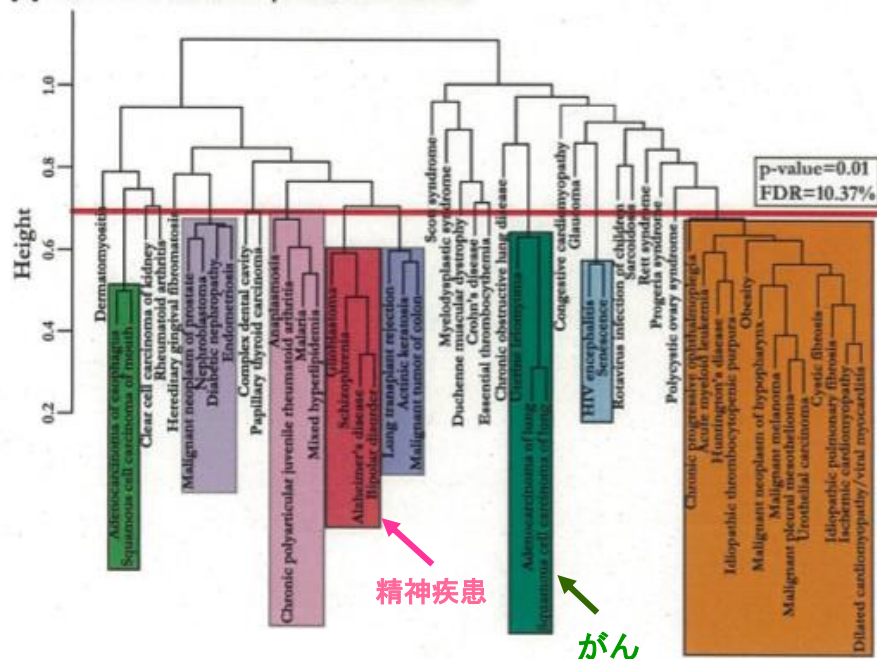 Height
1.0
0.8
0.6
0.4
0.2
p-value=0.01
FDR=10.37%
Dermatomyositis
Adenocarcinoma of esophagus
Squamous cell carcinoma of mouth
Clear cell carcinoma of kidney
Rheumatoid arthritis
Hereditary gingival fibromatosis
Malignant neoplasm of prostate
Nephroblastoma
Diabetic nephropathy
Endometriosis
Complex dental cavity
Papillary thyroid carcinoma
Anaplasmosis
Chronic polyarticular juvenile rheumatoid arthritis
Malaria
Mixed hyperlipidemia
Glioblastoma
Schizophrenia
Alzheimer's disease
Bipolar disorder
Lung transplant rejection
Actinic keratosis
Malignant tumor of colon
Scott syndrome
Myelodysplastic syndrome
Duchenne muscular dystrophy
Crohn's disease
Essential thrombocythemia
Chronic obstructive lung disease
Uterine leiomyoma
Adenocarcinoma of lung
Squamous cell carcinoma of lung
Congestive cardiomyopathy
Glaucoma
HIV encephalitis
Senescence
Rotavirus infection of children
Sarcoidosis
Rett syndrome
Progeria syndrome
Polycystic ovary syndrome
Chronic progressive ophthalmoplegia
Acute myeloid leukemia
Huntington's disease
Idiopathic thrombocytopenic purpura
Obesity
Malignant neoplasm of hypopharynx
Malignant melanoma
Malignant pleural mesothelioma
Urothelial carcinoma
Cystic fibrosis
Idiopathic pulmonary fibrosis
Ischemic cardiomyopathy
Dilated cardiomyopathy/viral myocarditis
精神疾患
がん